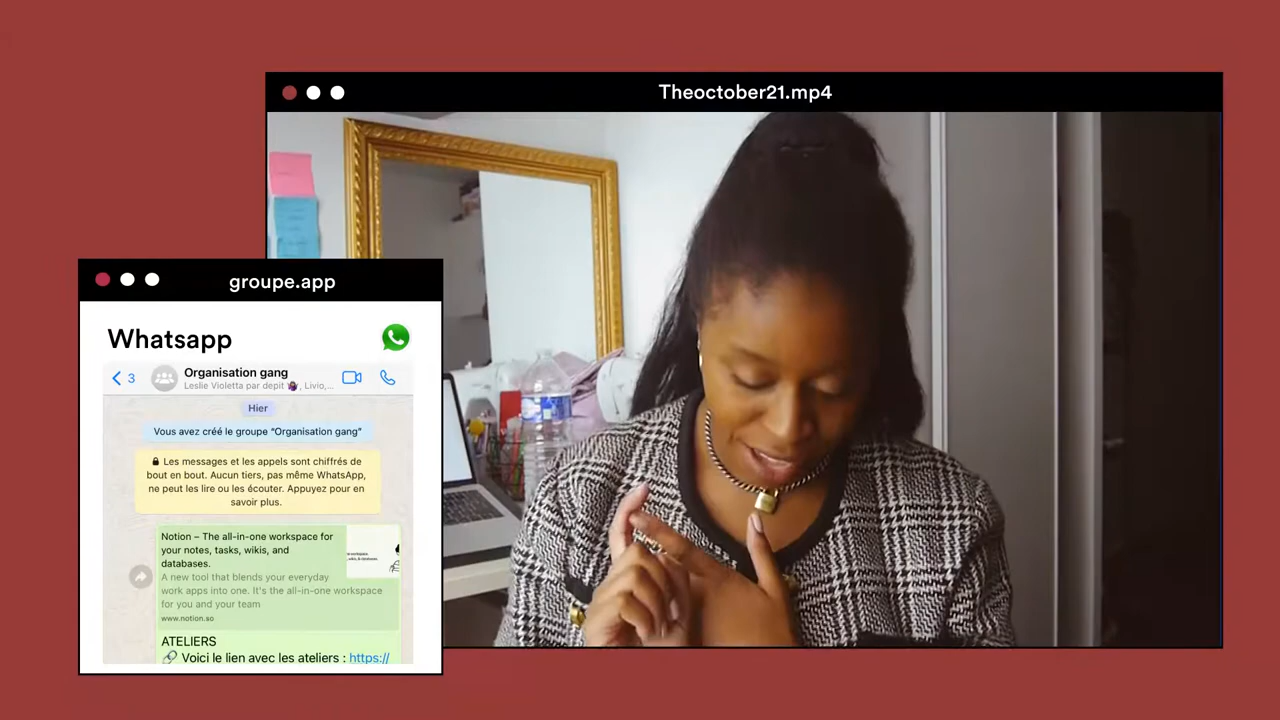 Theoctober21.mp4
groupe.app
Whatsapp
3
Organisation gang
Leslie Violetta par depit 🤷🏿‍♀️, Livio,...
Hier
Vous avez créé le groupe “Organisation gang”
🔒 Les messages et les appels sont chiffrés de
bout en bout. Aucun tiers, pas même WhatsApp,
ne peut les lire ou les écouter. Appuyez pour en
savoir plus.
Notion – The all-in-one workspace for
your notes, tasks, wikis, and
databases.
A new tool that blends your everyday
work apps into one. It's the all-in-one workspace
for you and your team
www.notion.so
ATELIERS
🔗 Voici le lien avec les ateliers : https://